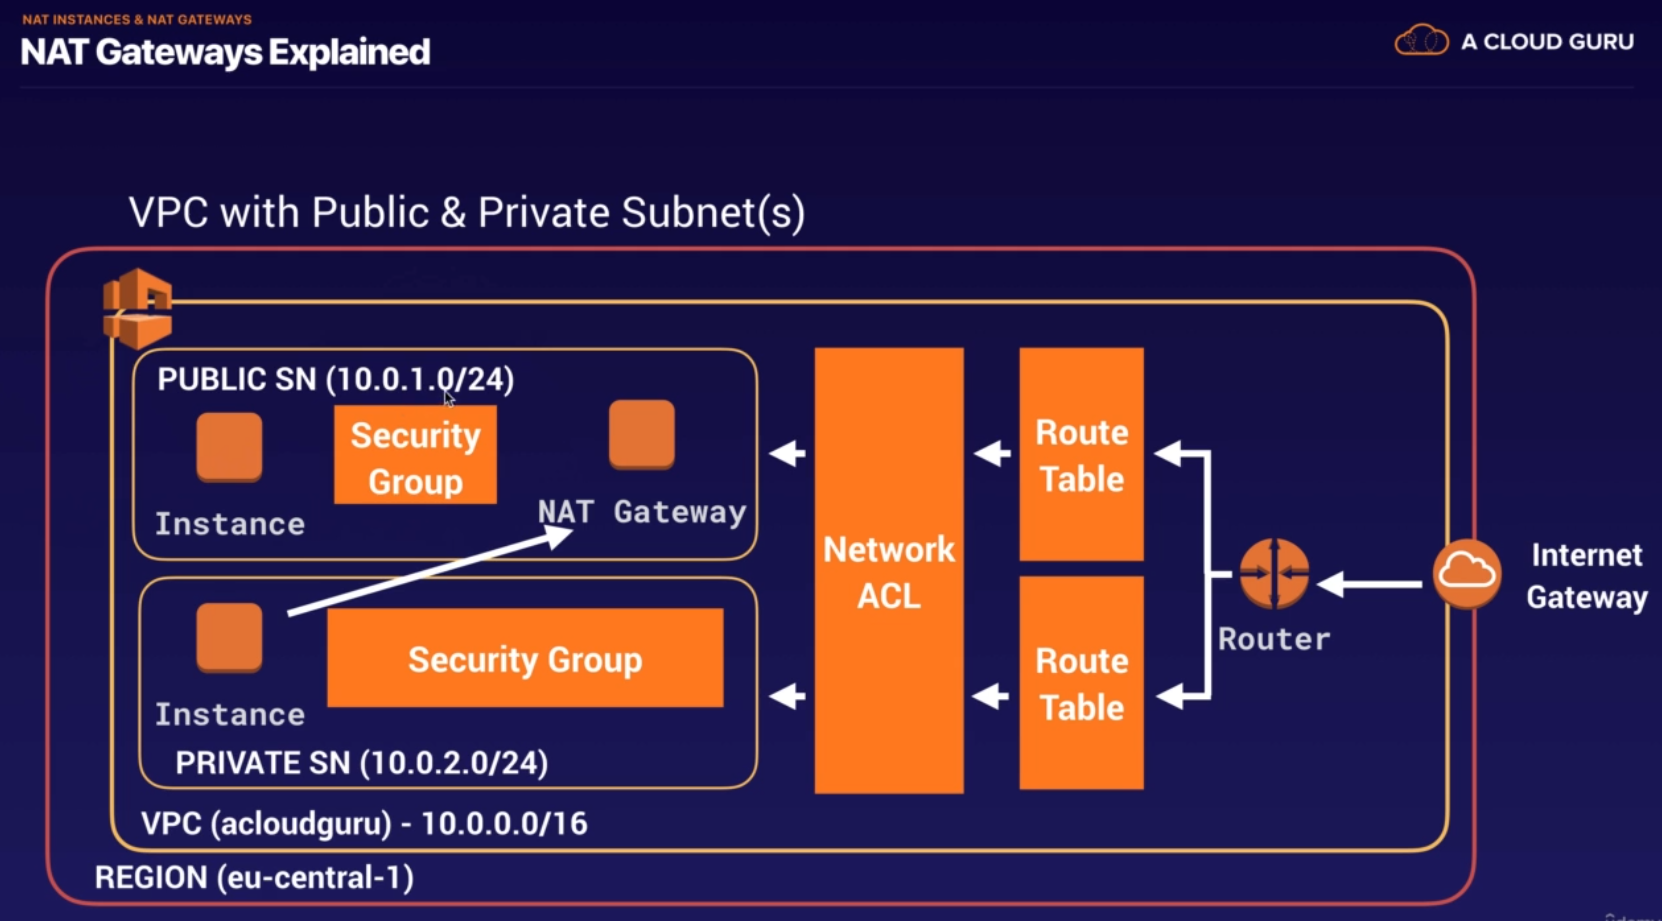 NAT INSTANCES & NAT GATEWAYS
NAT Gateways Explained
A CLOUD GURU
VPC with Public & Private Subnet(s)
PUBLIC SN (10.0.1.0/24)
Security
Group
Instance
NAT Gateway
Instance
Security Group
PRIVATE SN (10.0.2.0/24)
Network
ACL
Route
Table
Route
Table
Router
Internet
Gateway
VPC (acloudguru) - 10.0.0.0/16
REGION (eu-central-1)